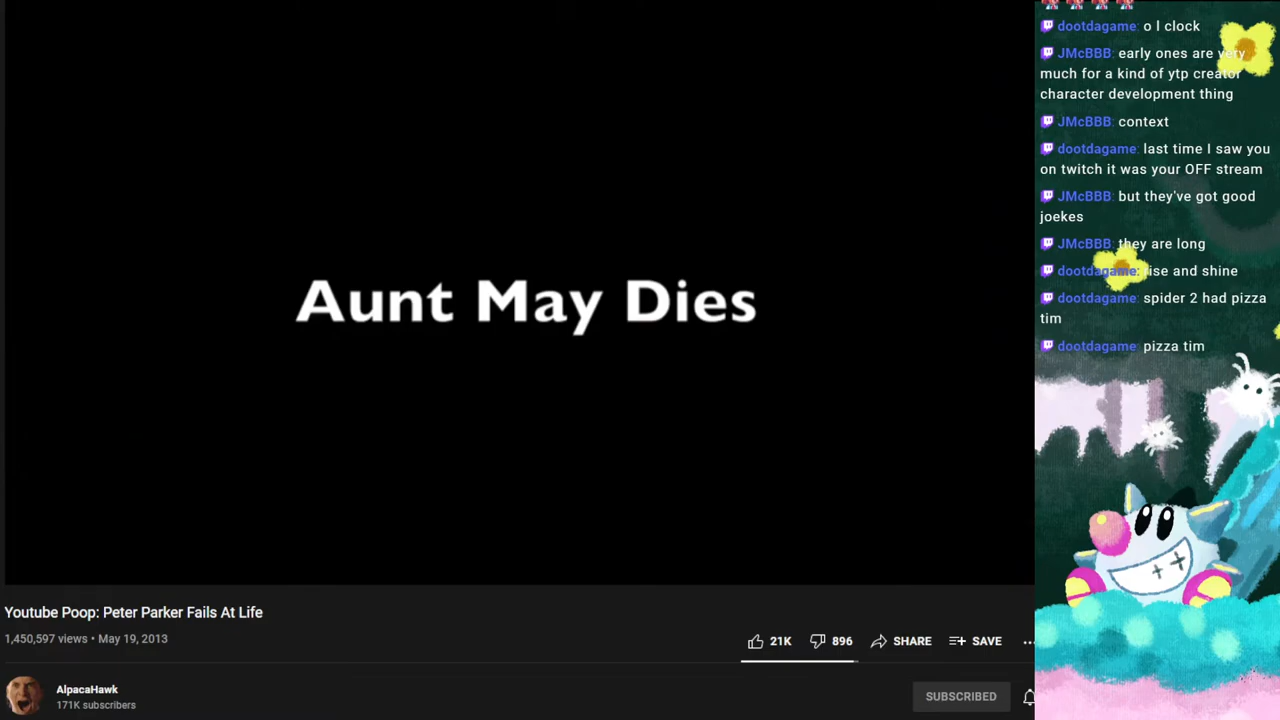 Aunt May Dies
Youtube Poop: Peter Parker Fails At Life
1,450,597 views • May 19, 2013
21K
896
SHARE
SAVE
AlpacaHawk
171K subscribers
SUBSCRIBED
dootdagame: o I clock
JMcBBB: early ones are very
much for a kind of ytp creator
character development thing
JMcBBB: context
dootdagame: last time I saw you
on twitch it was your OFF stream
JMcBBB: but they've got good
joekes
JMcBBB: they are long
dootdagame: rise and shine
dootdagame: spider 2 had pizza
tim
dootdagame: pizza tim